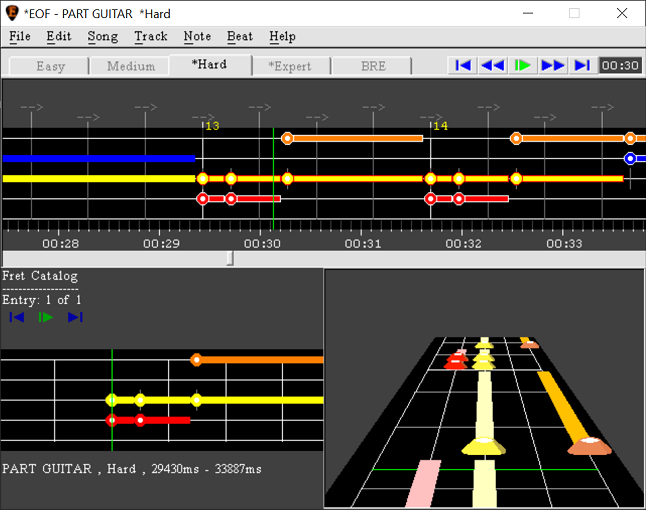 *EOF - PART GUITAR *Hard
File Edit Song Track Note Beat Help
Easy Medium *Hard *Expert BRE 00:30
--> --> --> --> --> --> --> --> --> --> -->
13 14
00:28 00:29 00:30 00:31 00:32 00:33
Fret Catalog
--------------------
Entry: 1 of 1
PART GUITAR , Hard , 29430ms - 33887ms